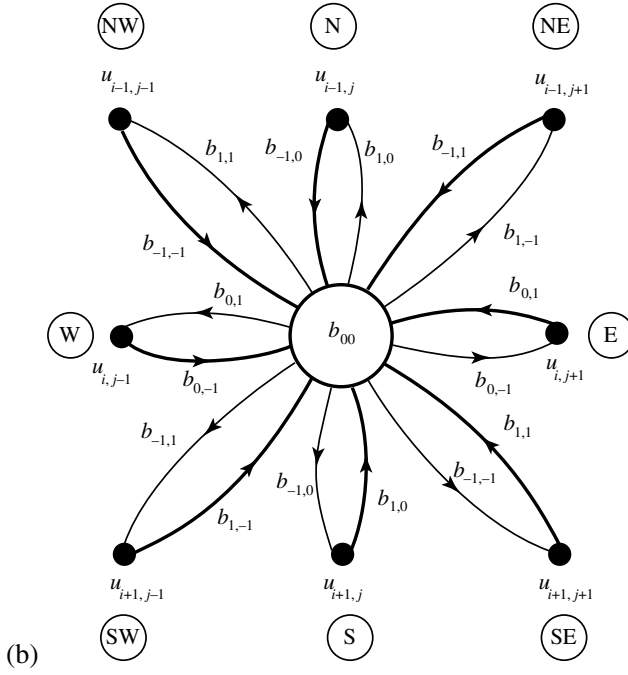 NW N NE
u_{i–1, j–1} u_{i–1, j} u_{i–1, j+1}
b_{1,1} b_{–1,0} b_{1,0} b_{–1,1}
b_{–1,–1} b_{1,–1}
b_{0,1} b_{0,1}
W b_{00} E
u_{i, j–1} b_{0,–1} b_{0,–1} u_{i, j+1}
b_{–1,1} b_{1,1}
b_{1,–1} b_{–1,0} b_{1,0} b_{–1,–1}
u_{i+1, j–1} u_{i+1, j} u_{i+1, j+1}
SW S SE
(b)